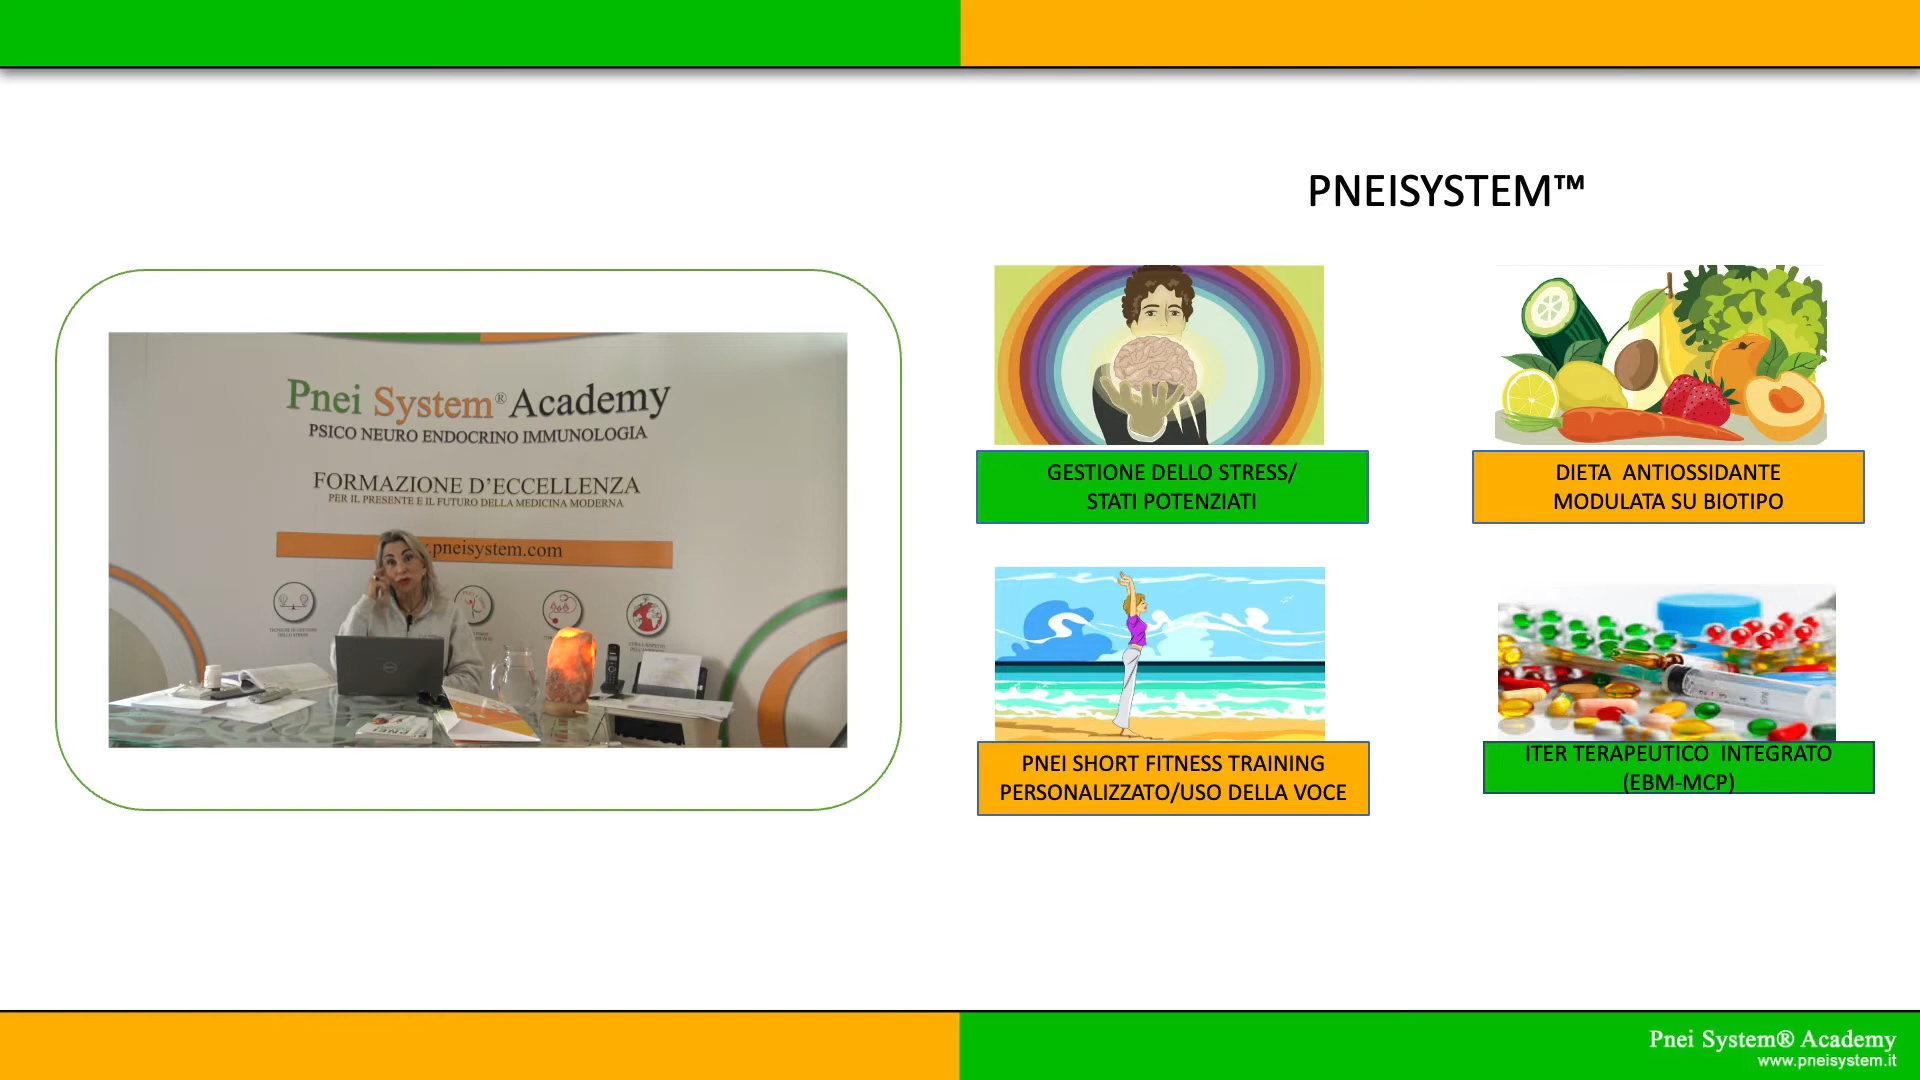 PNEISYSTEM™
Pnei System® Academy
PSICO NEURO ENDOCRINO IMMUNOLOGIA
FORMAZIONE D'ECCELLENZA
PER IL PRESENTE E IL FUTURO DELLA MEDICINA MODERNA
.pneisystem.com
DELL
PNEI
GESTIONE DELLO STRESS/
STATI POTENZIATI
DIETA  ANTIOSSIDANTE
MODULATA SU BIOTIPO
PNEI SHORT FITNESS TRAINING
PERSONALIZZATO/USO DELLA VOCE
ITER TERAPEUTICO  INTEGRATO
(EBM-MCP)
Pnei System® Academy
www.pneisystem.it